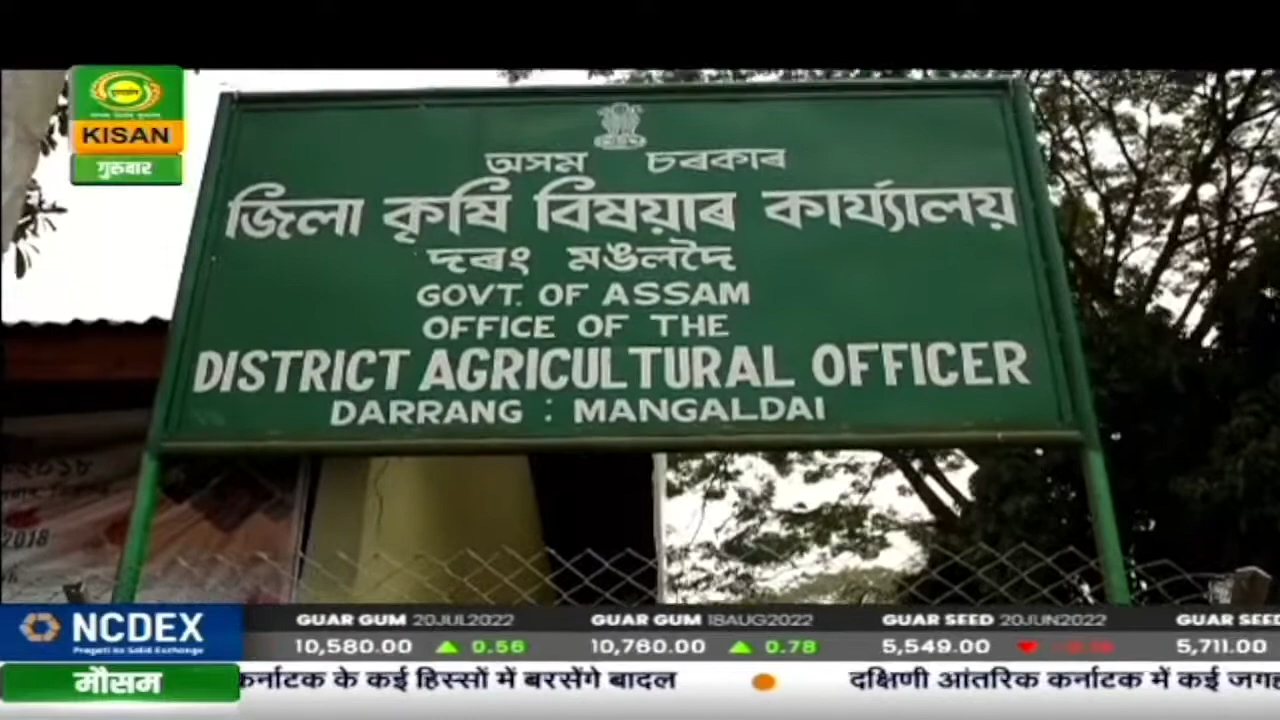 KISAN
गुरुवार
অসম চৰকাৰ
জিলা কৃষি বিষয়াৰ কাৰ্য্যালয়
দৰং মঙলদৈ
GOVT. OF ASSAM
OFFICE OF THE
DISTRICT AGRICULTURAL OFFICER
DARRANG : MANGALDAI
2018
NCDEX
GUAR GUM 20JUL2022 GUAR GUM 18AUG2022 GUAR SEED 20JUN2022 GUAR SEED
10,580.00 ▲ 0.56 10,760.00 ▲ 0.78 5,549.00 ▼ 5,711.00
मौसम
कर्नाटक के कई हिस्सों में बरसेंगे बादल ● दक्षिणी आंतरिक कर्नाटक में कई जगह